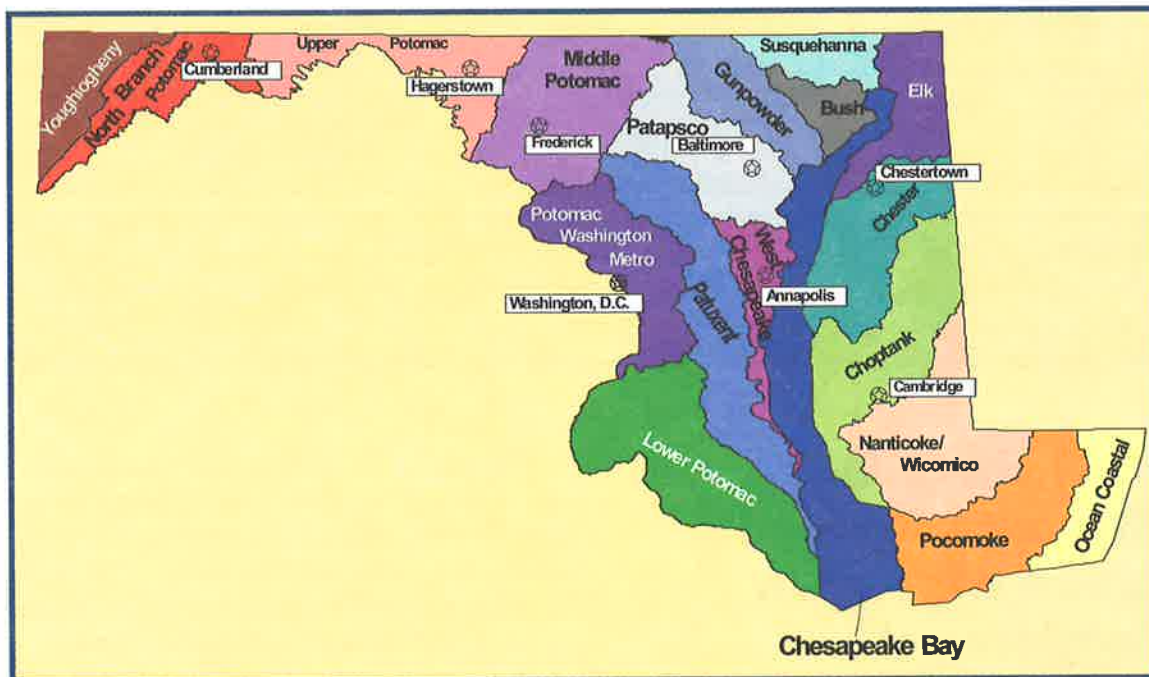 Youghiogheny
North Branch
Potomac
Cumberland
Upper Potomac
Hagerstown
Middle
Potomac
Frederick
Susquehanna
Gunpowder
Bush
Elk
Patapsco
Baltimore
Chestertown
Chester
Potomac
Washington
Metro
Washington, D.C.
Patuxent
West
Chesapeake
Annapolis
Choptank
Cambridge
Nanticoke/
Wicomico
Lower Potomac
Pocomoke
Ocean Coastal
Chesapeake Bay